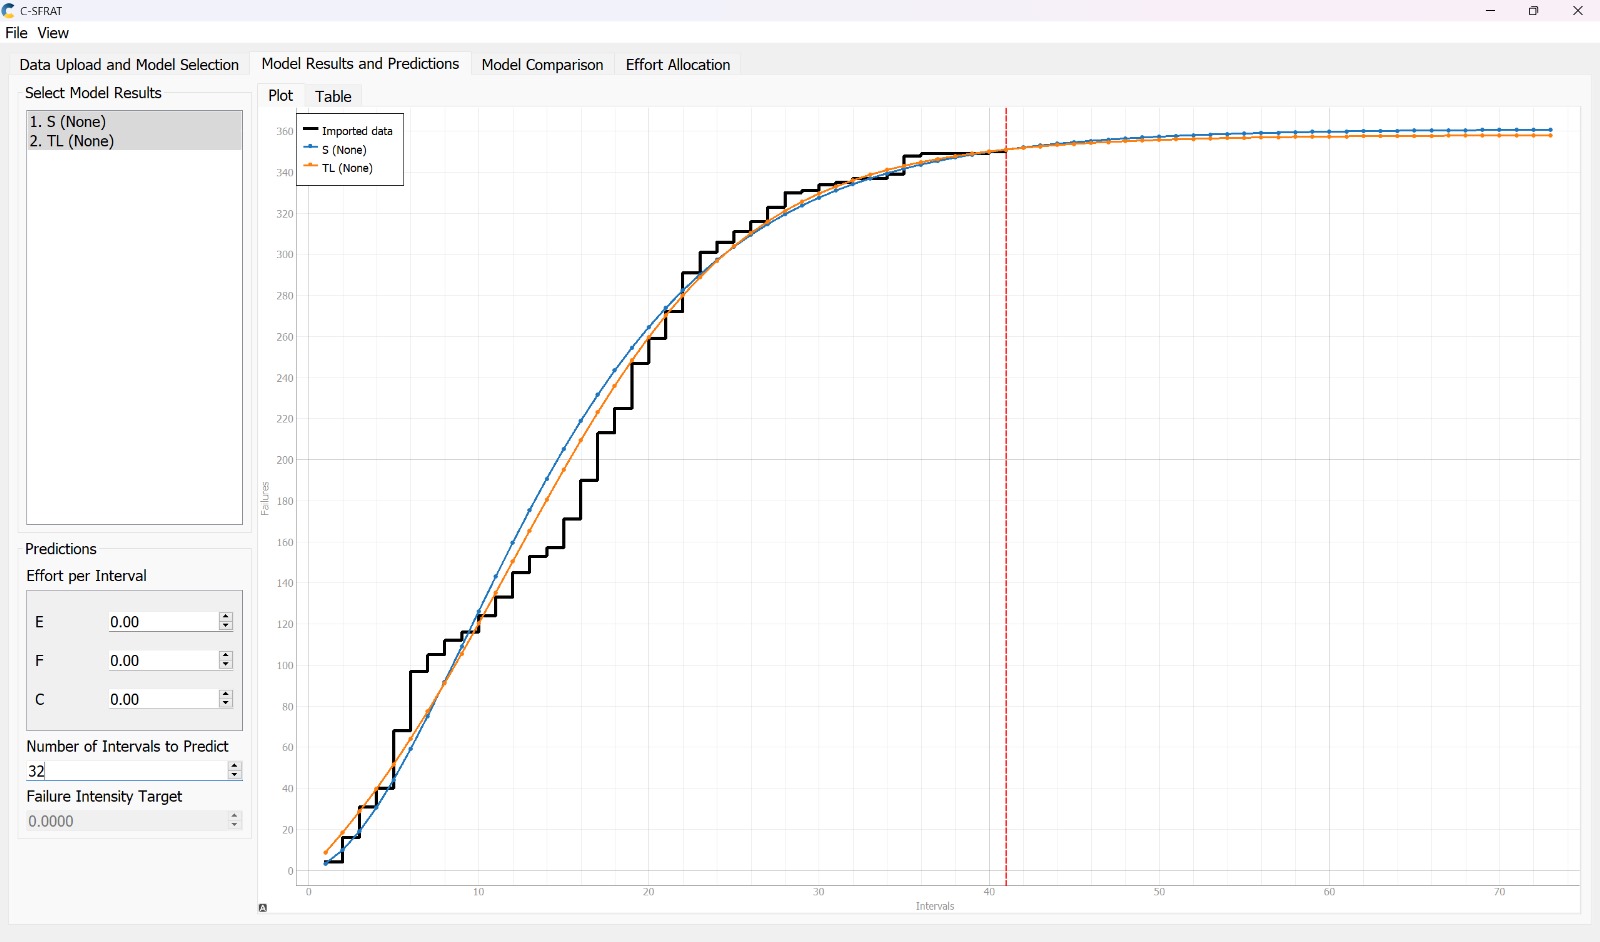 C-SFRAT
File View
Data Upload and Model Selection Model Results and Predictions Model Comparison Effort Allocation
Select Model Results
1. S (None)
2. TL (None)
Predictions
Effort per Interval
E 0.00
F 0.00
C 0.00
Number of Intervals to Predict
32
Failure Intensity Target
0.0000
Plot Table
Imported data
S (None)
TL (None)
360
340
320
300
280
260
240
220
200
180
160
140
120
100
80
60
40
20
0
Failures
0 10 20 30 40 50 60 70
Intervals
A